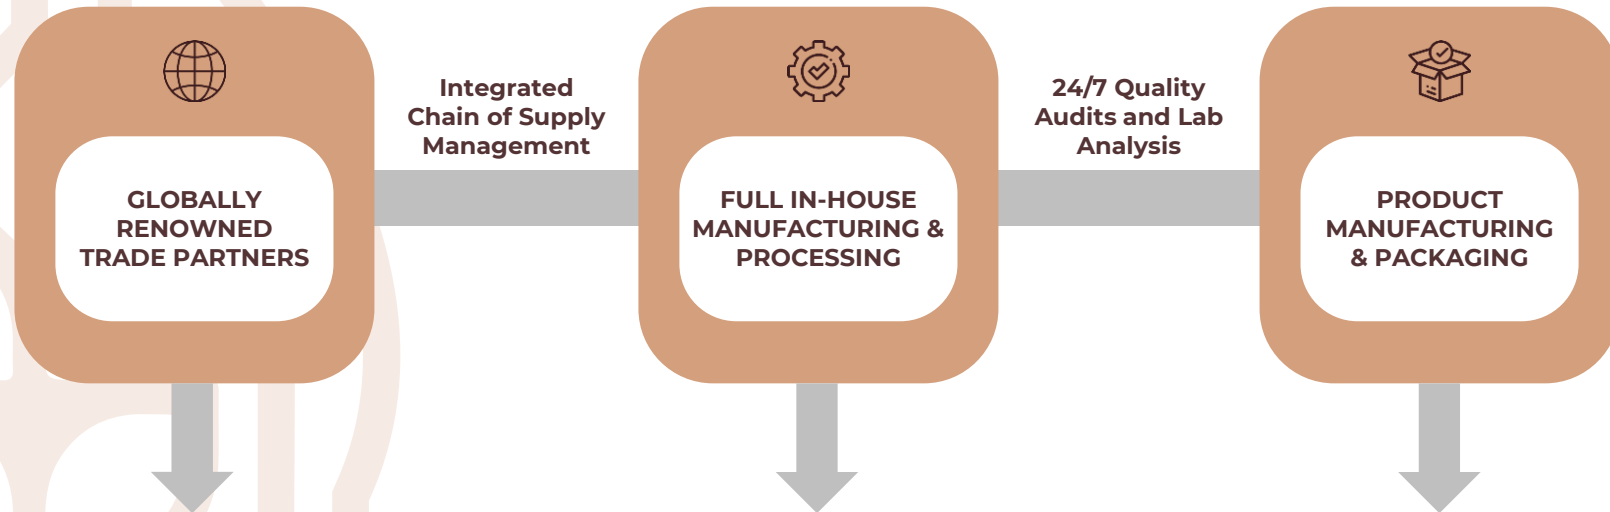 GLOBALLY
RENOWNED
TRADE PARTNERS
Integrated
Chain of Supply
Management
FULL IN-HOUSE
MANUFACTURING &
PROCESSING
24/7 Quality
Audits and Lab
Analysis
PRODUCT
MANUFACTURING
& PACKAGING